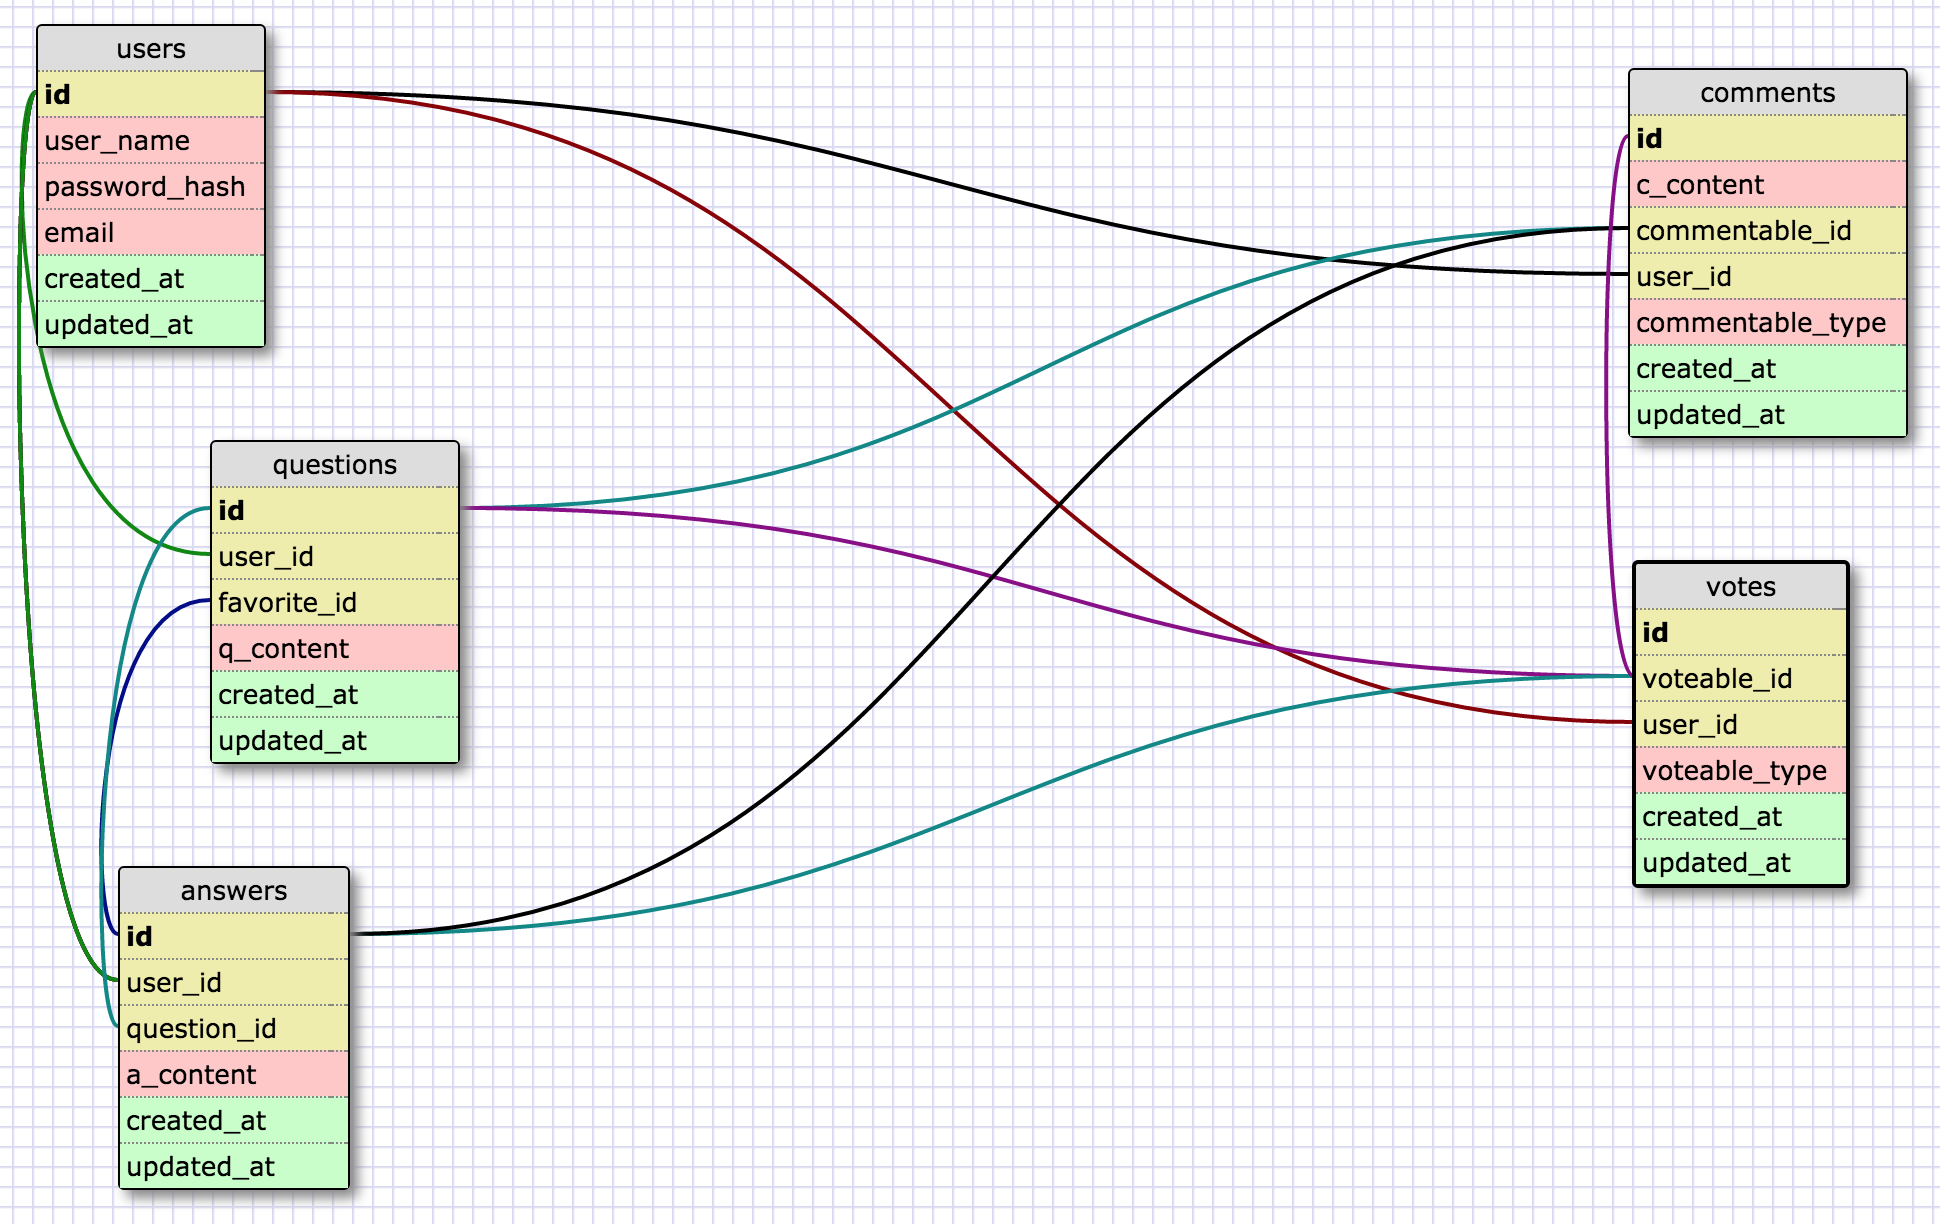 users
id
user_name
password_hash
email
created_at
updated_at
questions
id
user_id
favorite_id
q_content
created_at
updated_at
answers
id
user_id
question_id
a_content
created_at
updated_at
comments
id
c_content
commentable_id
user_id
commentable_type
created_at
updated_at
votes
id
voteable_id
user_id
voteable_type
created_at
updated_at